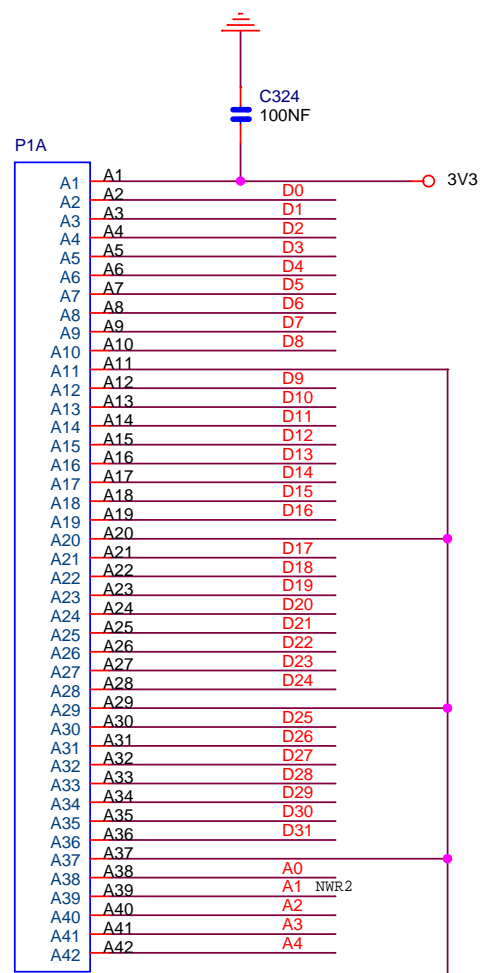 C324
100NF
P1A
A1 A1 3V3
A2 A2 D0
A3 A3 D1
A4 A4 D2
A5 A5 D3
A6 A6 D4
A7 A7 D5
A8 A8 D6
A9 A9 D7
A10 A10 D8
A11 A11
A12 A12 D9
A13 A13 D10
A14 A14 D11
A15 A15 D12
A16 A16 D13
A17 A17 D14
A18 A18 D15
A19 A19 D16
A20 A20
A21 A21 D17
A22 A22 D18
A23 A23 D19
A24 A24 D20
A25 A25 D21
A26 A26 D22
A27 A27 D23
A28 A28 D24
A29 A29
A30 A30 D25
A31 A31 D26
A32 A32 D27
A33 A33 D28
A34 A34 D29
A35 A35 D30
A36 A36 D31
A37 A37
A38 A38 A0
A39 A39 A1 NWR2
A40 A40 A2
A41 A41 A3
A42 A42 A4